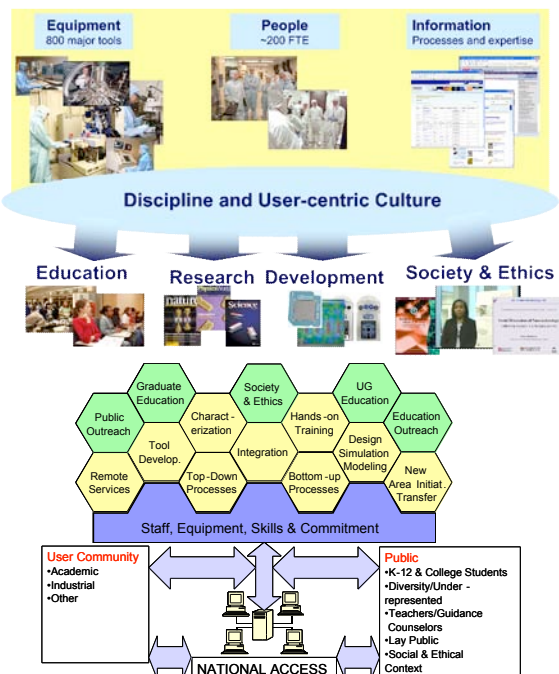 Equipment
800 major tools
People
~200 FTE
Information
Processes and expertise
Discipline and User-centric Culture
Education
Research
Development
Society & Ethics
nature
Science
Graduate
Education
Society
& Ethics
UG
Education
Public
Outreach
Charact -
erization
Hands-on
Training
Education
Outreach
Tool
Develop.
Integration
Design
Simulation
Modeling
Remote
Services
Top-Down
Processes
Bottom-up
Processes
New
Area Initiat.
Transfer
Staff, Equipment, Skills & Commitment
User Community
•Academic
•Industrial
•Other
Public
•K-12 & College Students
•Diversity/Under -
represented
•Teachers/Guidance
Counselors
•Lay Public
•Social & Ethical
Context
NATIONAL ACCESS